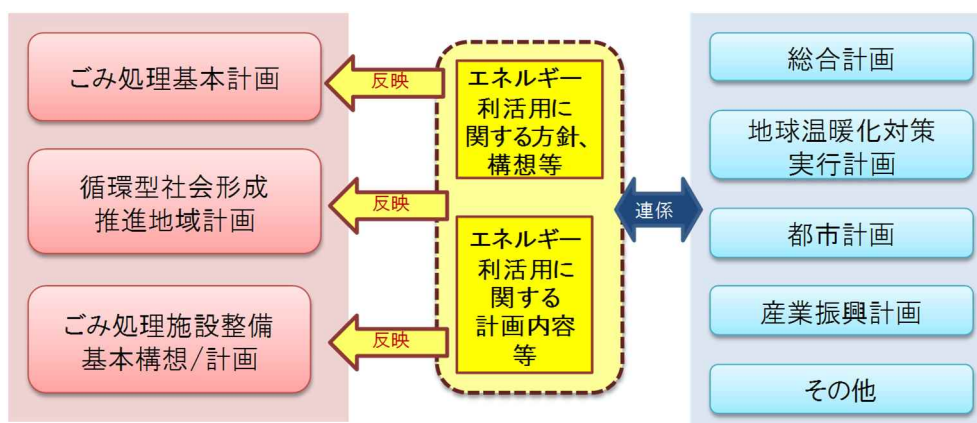 ごみ処理基本計画
循環型社会形成
推進地域計画
ごみ処理施設整備
基本構想/計画
反映
反映
反映
エネルギー
利活用に
関する方針、
構想等
エネルギー
利活用に
関する
計画内容
等
連係
総合計画
地球温暖化対策
実行計画
都市計画
産業振興計画
その他